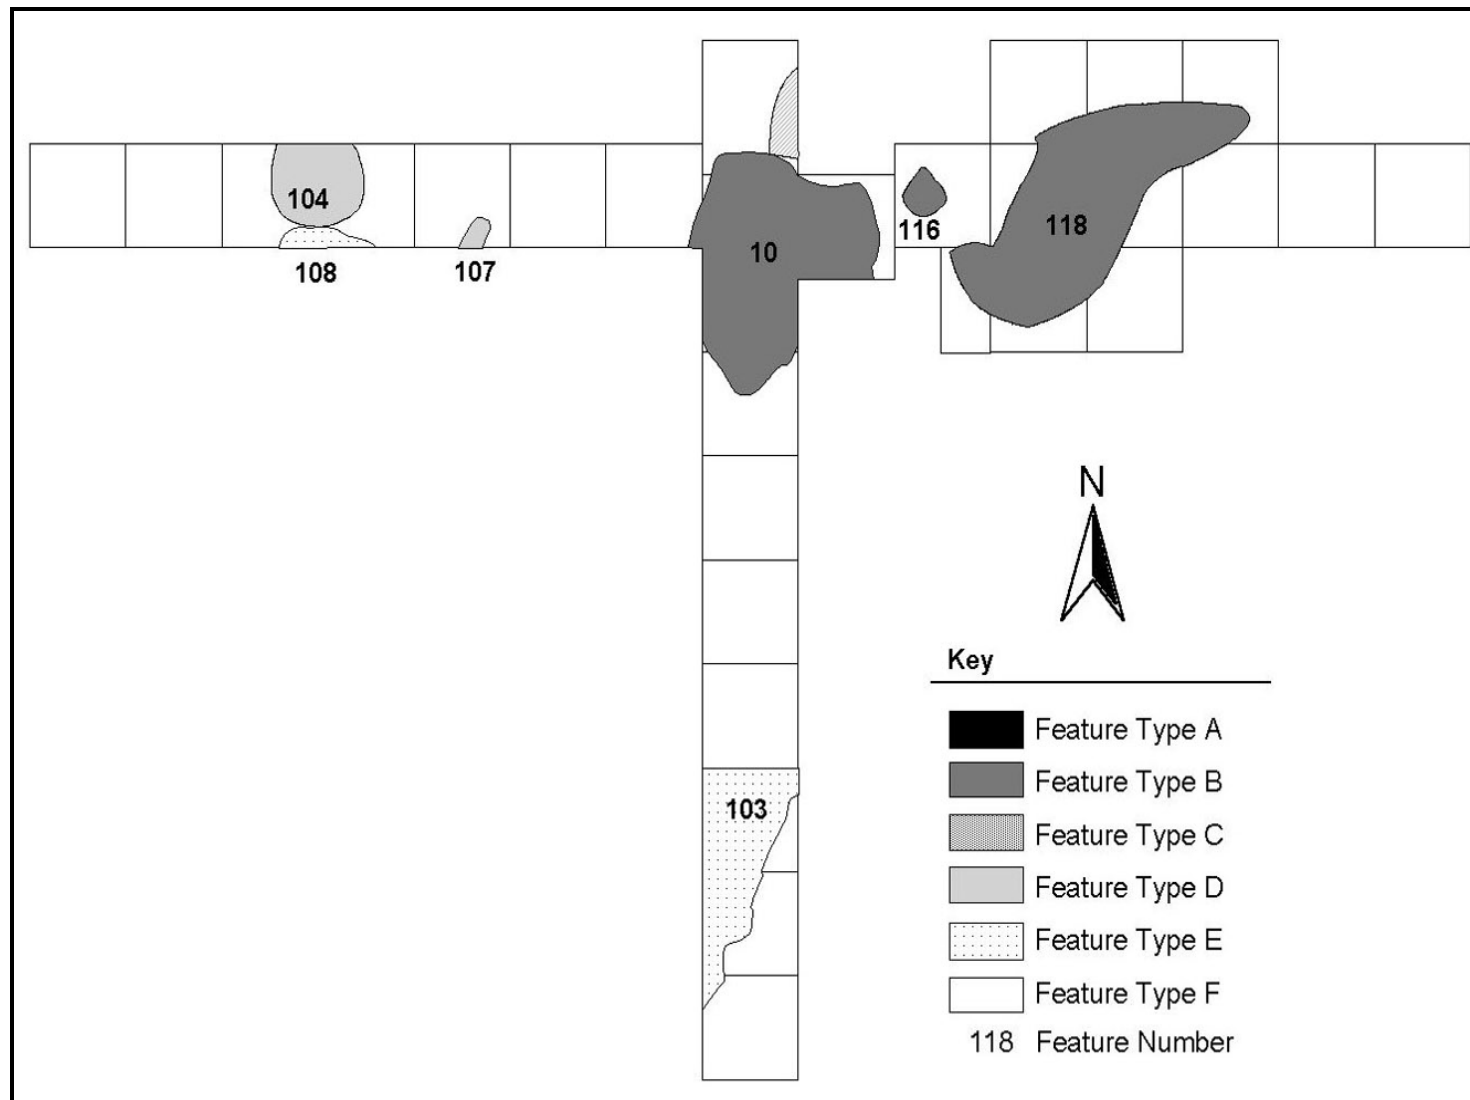 104
116
118
10
108
107
N
Key
103
Feature Type A
Feature Type B
Feature Type C
Feature Type D
Feature Type E
Feature Type F
118 Feature Number